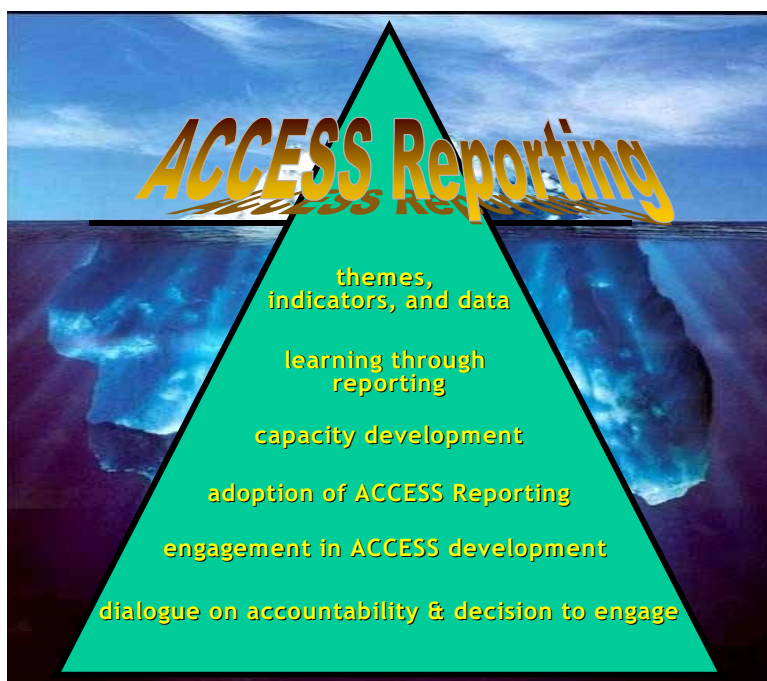 ACCESS Reporting
themes,
indicators, and data
learning through
reporting
capacity development
adoption of ACCESS Reporting
engagement in ACCESS development
dialogue on accountability & decision to engage